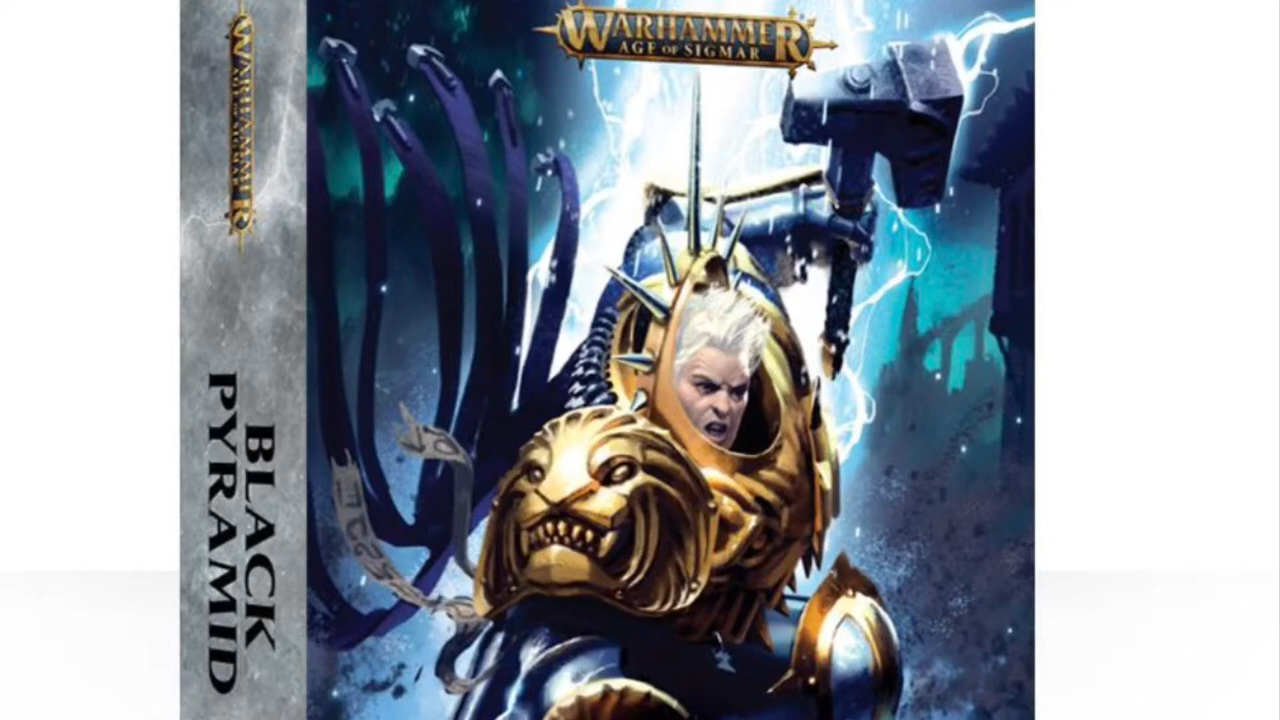 WARHAMMER
AGE OF SIGMAR
WARHAMMER
AGE OF SIGMAR
BLACK
PYRAMID